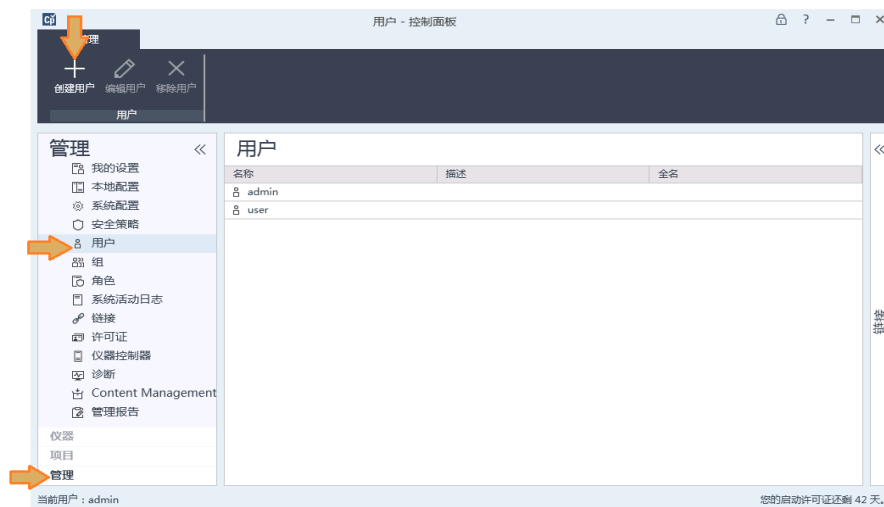 用户 - 控制面板
管理
创建用户 编辑用户 移除用户
用户
管理
我的设置
本地配置
系统配置
安全策略
用户
组
角色
系统活动日志
链接
许可证
仪器控制器
诊断
Content Management
管理报告
仪器
项目
管理
用户
名称 描述 全名
admin
user
链接
当前用户：admin
您的启动许可证还剩 42 天。